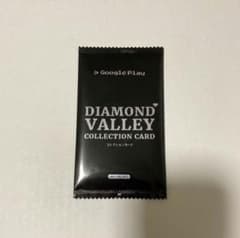 Google Play
DIAMOND
VALLEY
COLLECTION CARD
コレクションカード